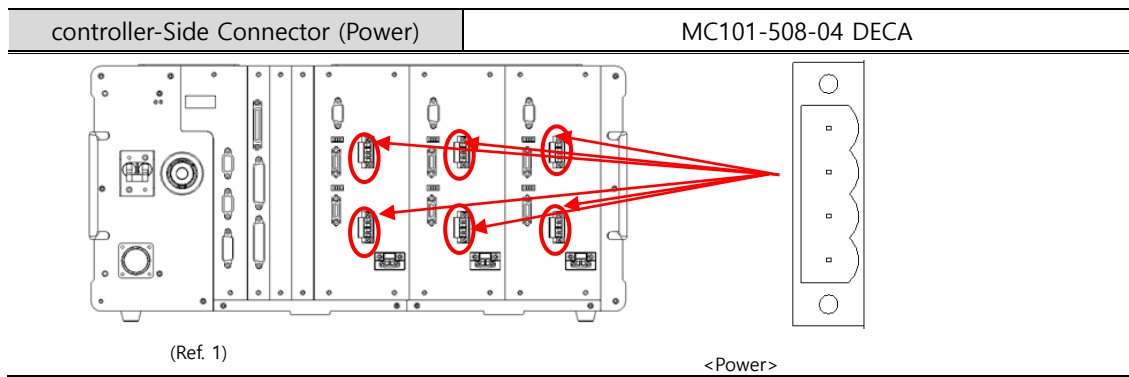 controller-Side Connector (Power)
MC101-508-04 DECA
(Ref. 1)
<Power>